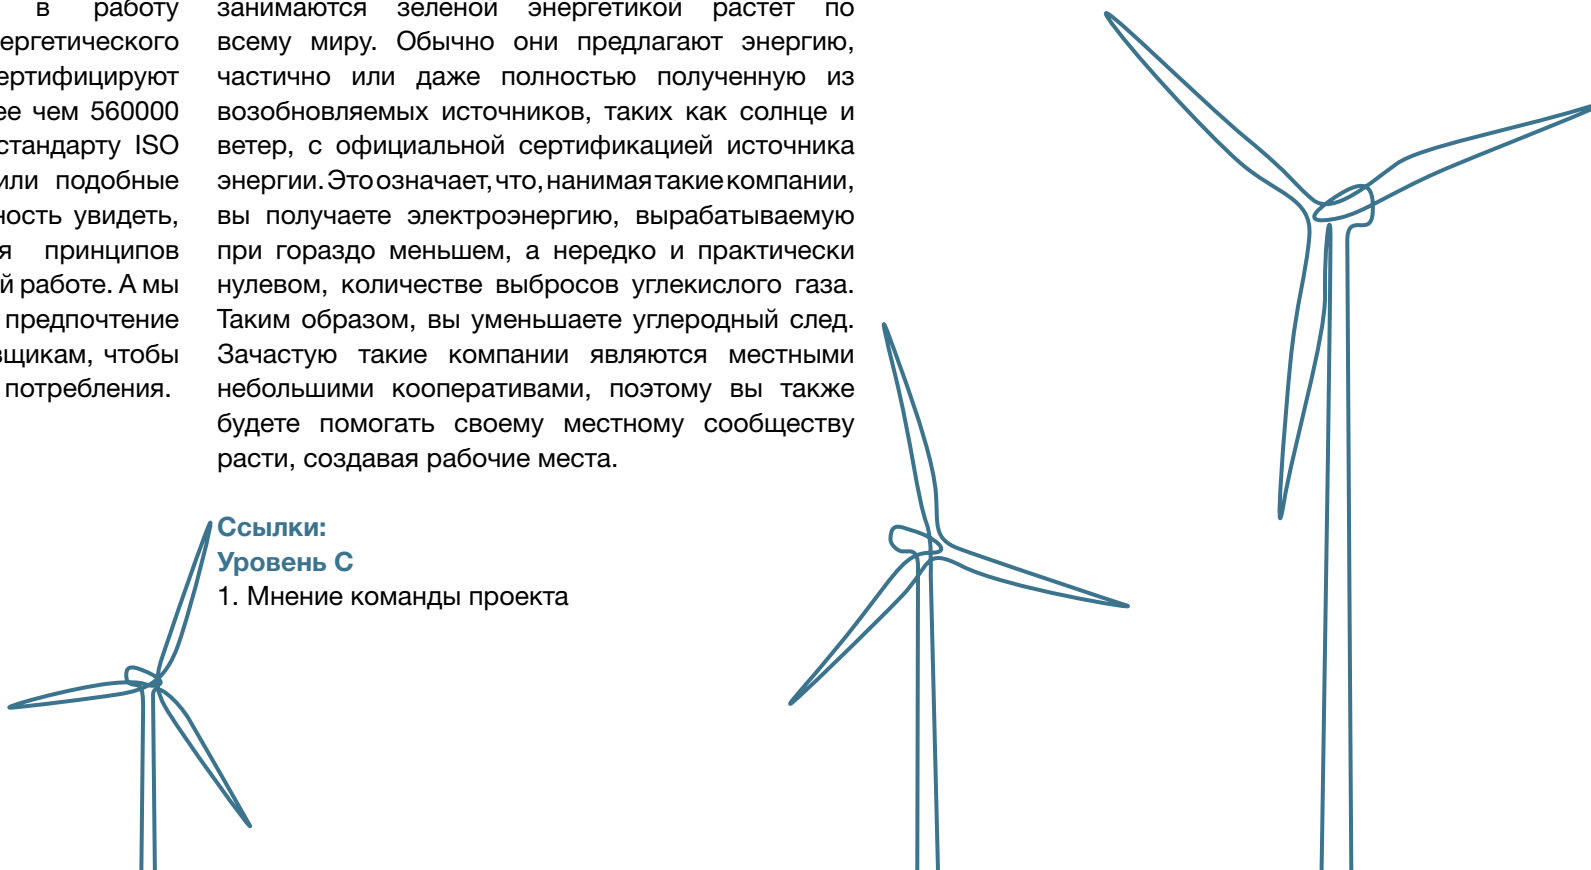 в работу
ергетического
ертифицируют
ее чем 560000
стандарту ISO
или подобные
ность увидеть,
я принципов
й работе. А мы
предпочтение
вщикам, чтобы
потребления.
занимаются зеленой энергетикой растет по
всему миру. Обычно они предлагают энергию,
частично или даже полностью полученную из
возобновляемых источников, таких как солнце и
ветер, с официальной сертификацией источника
энергии. Это означает, что, нанимая такие компании,
вы получаете электроэнергию, вырабатываемую
при гораздо меньшем, а нередко и практически
нулевом, количестве выбросов углекислого газа.
Таким образом, вы уменьшаете углеродный след.
Зачастую такие компании являются местными
небольшими кооперативами, поэтому вы также
будете помогать своему местному сообществу
расти, создавая рабочие места.
Ссылки:
Уровень С
1. Мнение команды проекта